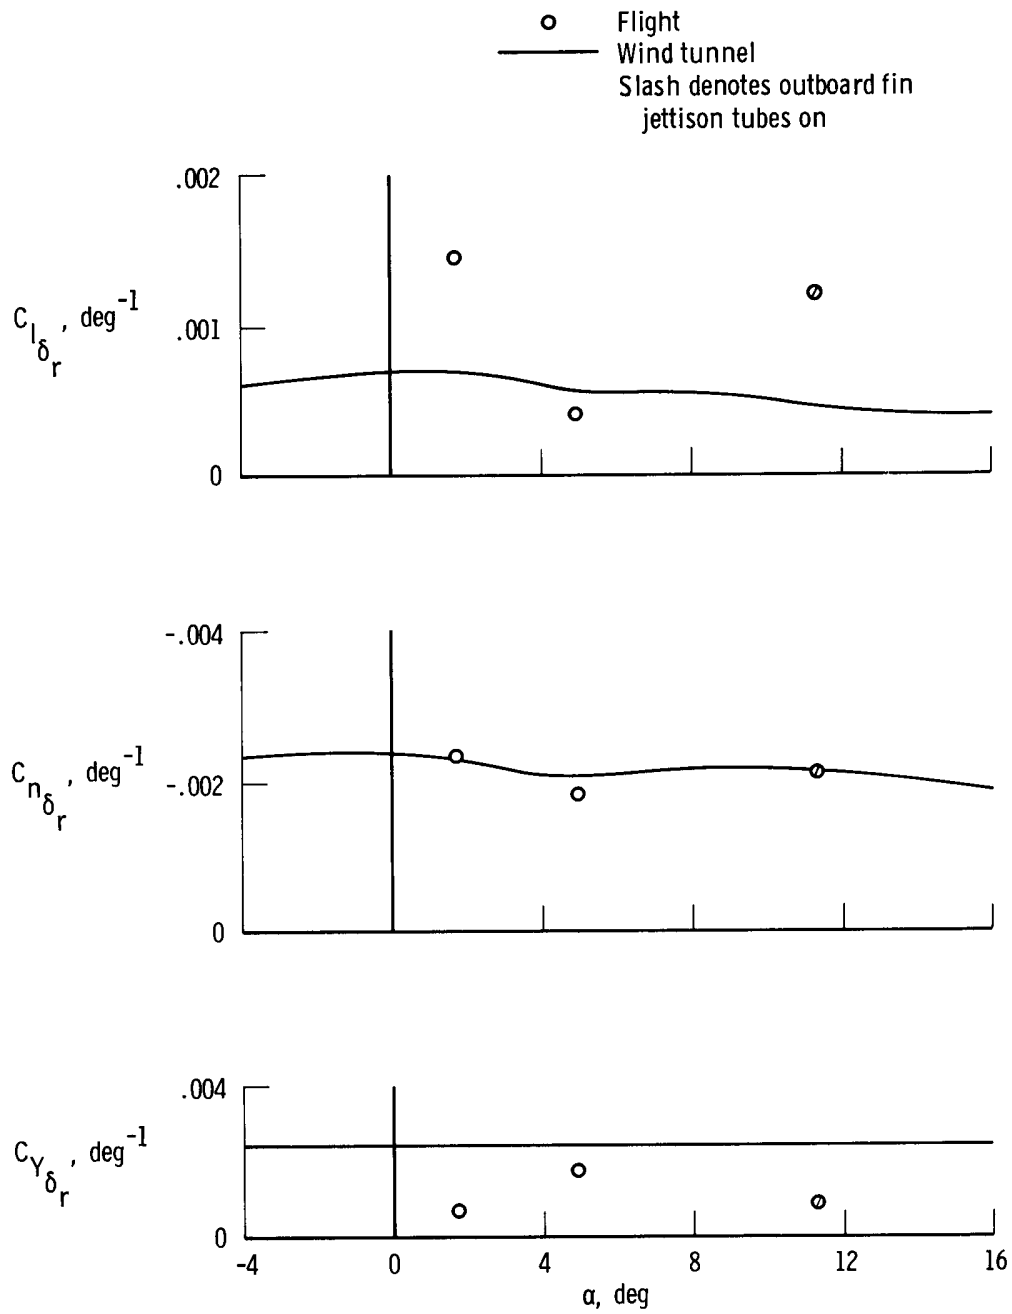 Flight
Wind tunnel
Slash denotes outboard fin
jettison tubes on
.002
C_{l_{δ_r}}, deg^{-1}
.001
0
-.004
C_{n_{δ_r}}, deg^{-1}
-.002
0
.004
C_{Y_{δ_r}}, deg^{-1}
0
-4 0 4 8 12 16
α, deg